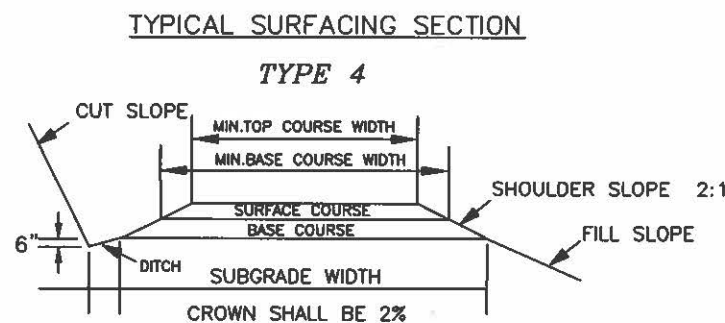 TYPICAL SURFACING SECTION
TYPE 4
CUT SLOPE
MIN.TOP COURSE WIDTH
MIN.BASE COURSE WIDTH
SHOULDER SLOPE 2:1
SURFACE COURSE
BASE COURSE
FILL SLOPE
6"
DITCH
SUBGRADE WIDTH
CROWN SHALL BE 2%